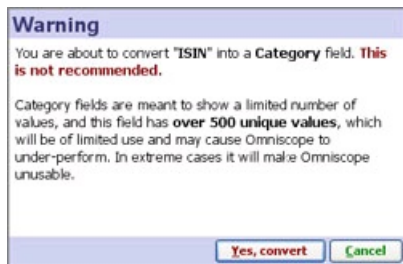 Warning
You are about to convert "ISIN" into a Category field. This
is not recommended.
Category fields are meant to show a limited number of
values, and this field has over 500 unique values, which
will be of limited use and may cause Omniscope to
under-perform. In extreme cases it will make Omniscope
unusable.
Yes, convert
Cancel